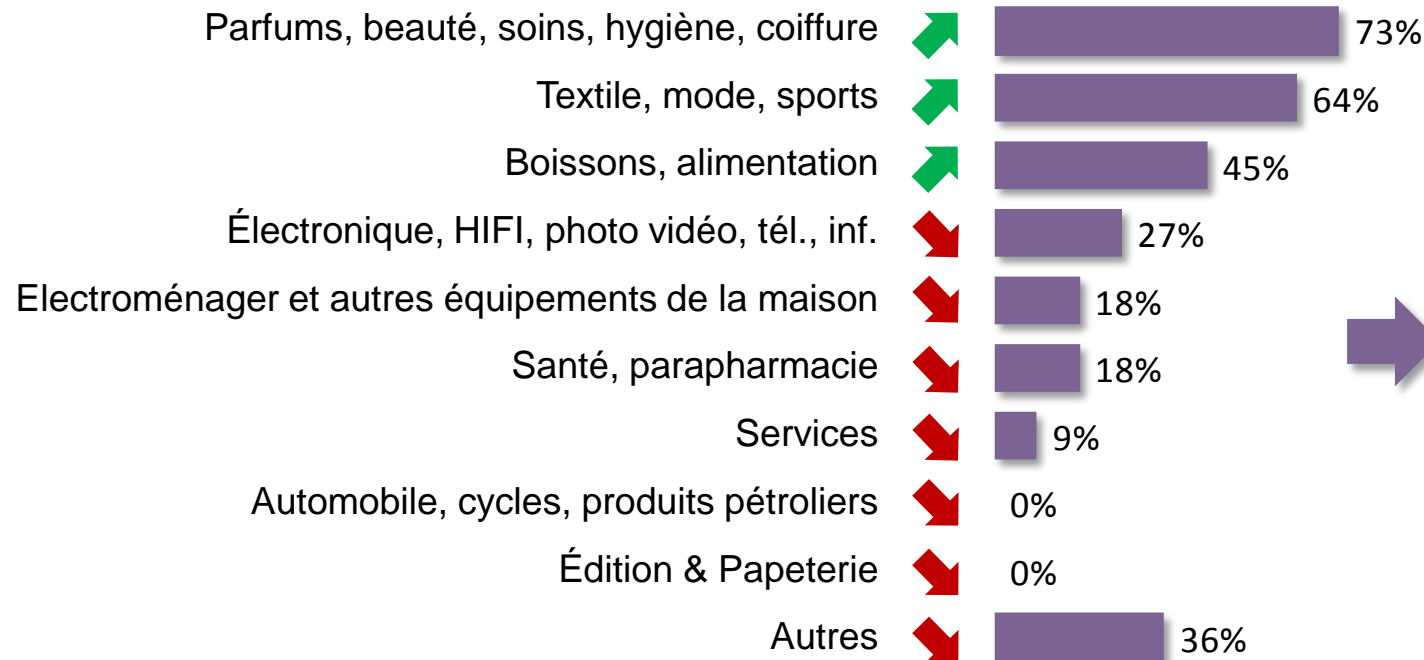 Parfums, beauté, soins, hygiène, coiffure 73%
Textile, mode, sports 64%
Boissons, alimentation 45%
Électronique, HIFI, photo vidéo, tél., inf. 27%
Electroménager et autres équipements de la maison 18%
Santé, parapharmacie 18%
Services 9%
Automobile, cycles, produits pétroliers 0%
Édition & Papeterie 0%
Autres 36%